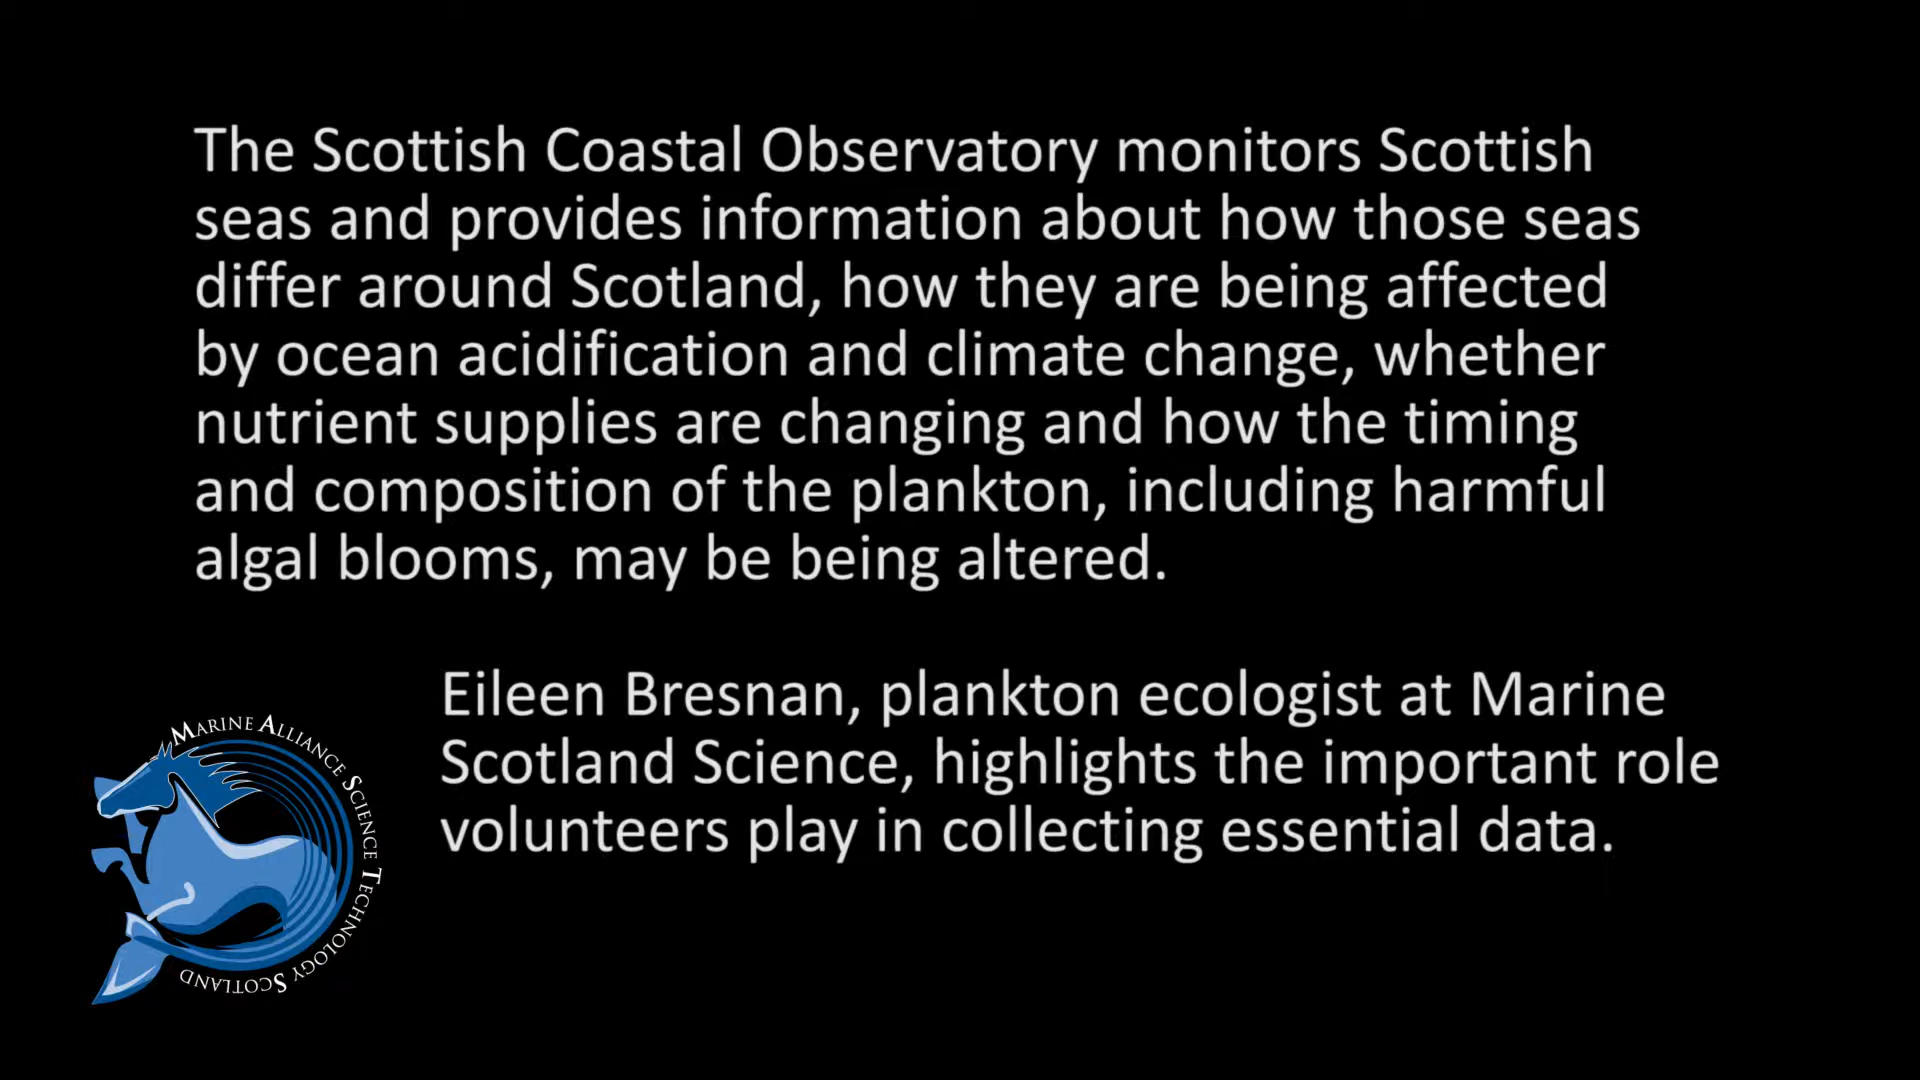 The Scottish Coastal Observatory monitors Scottish
seas and provides information about how those seas
differ around Scotland, how they are being affected
by ocean acidification and climate change, whether
nutrient supplies are changing and how the timing
and composition of the plankton, including harmful
algal blooms, may be being altered.
Eileen Bresnan, plankton ecologist at Marine
Scotland Science, highlights the important role
volunteers play in collecting essential data.
MARINE ALLIANCE SCIENCE TECHNOLOGY SCOTLAND